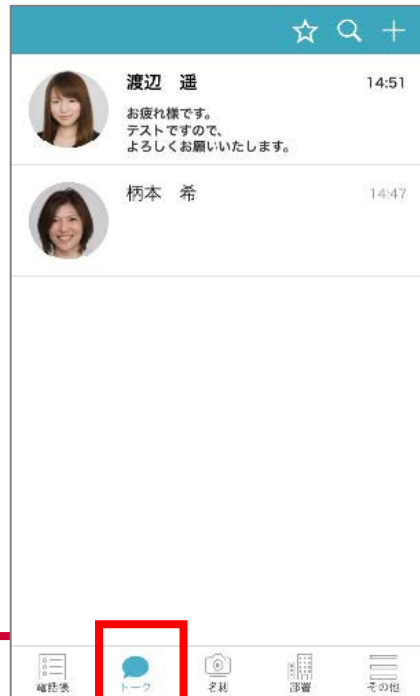 渡辺　遥
14:51
お疲れ様です。
テストですので、
よろしくお願いいたします。
柄本　希
14:47
電話帳
トーク
名刺
部署
その他